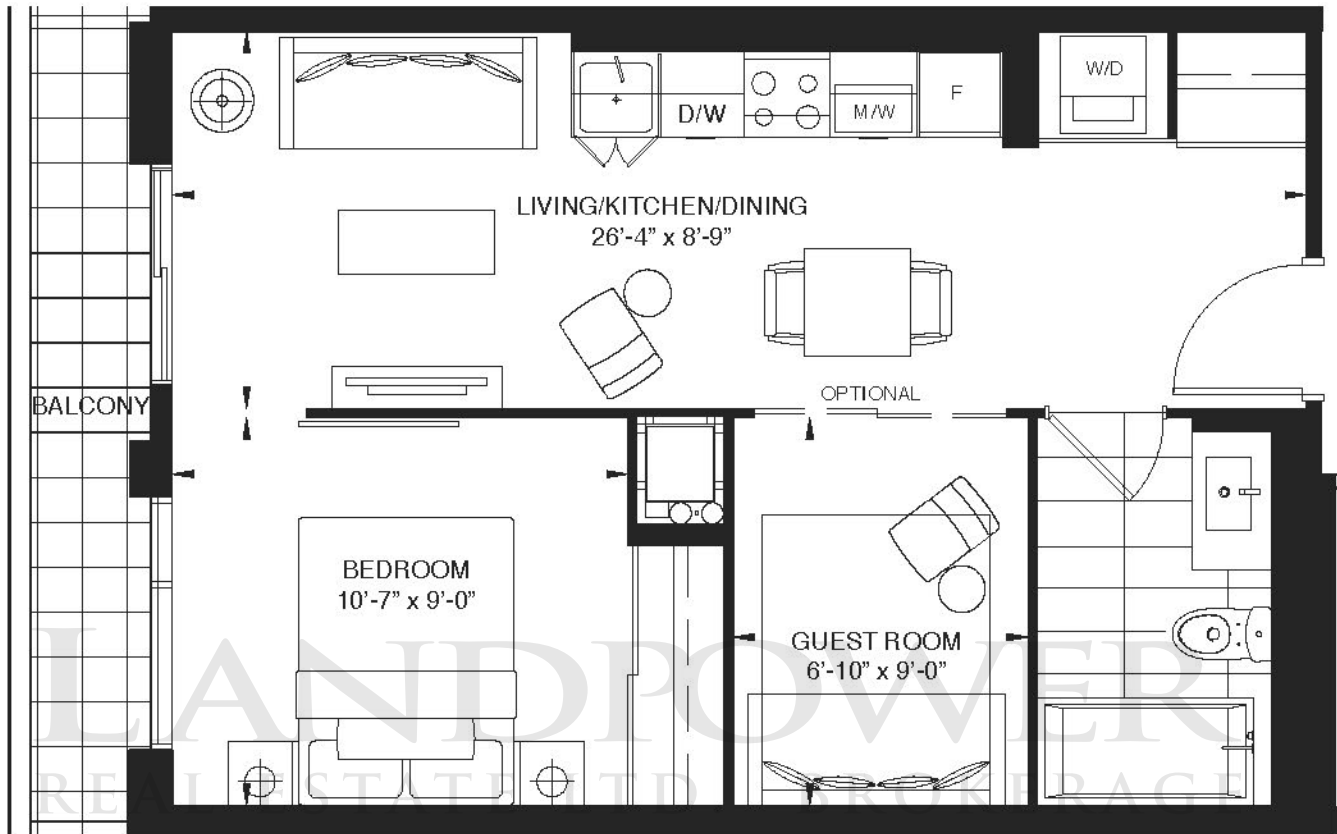 W/D
D/W
M/W
F
LIVING/KITCHEN/DINING
26'-4" x 8'-9"
OPTIONAL
BALCONY
BEDROOM
10'-7" x 9'-0"
GUEST ROOM
6'-10" x 9'-0"
LANDPOWER
REAL ESTATE LTD BROKERAGE